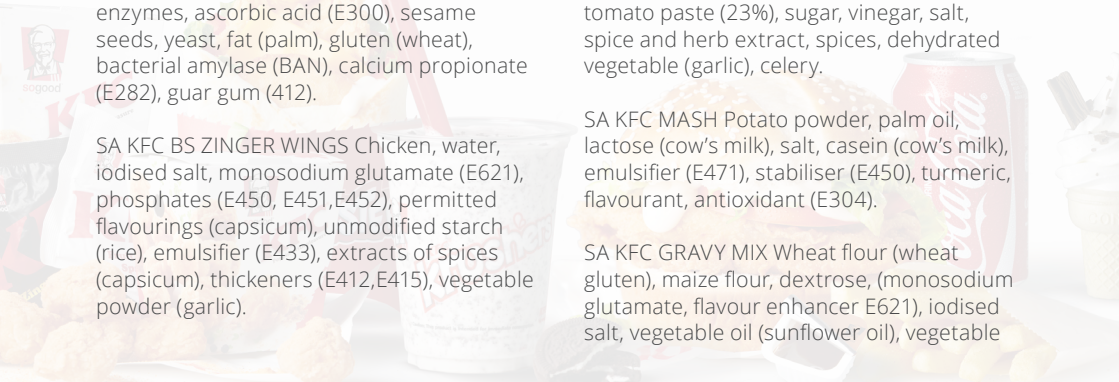 enzymes, ascorbic acid (E300), sesame
seeds, yeast, fat (palm), gluten (wheat),
bacterial amylase (BAN), calcium propionate
(E282), guar gum (412).
SA KFC BS ZINGER WINGS Chicken, water,
iodised salt, monosodium glutamate (E621),
phosphates (E450, E451,E452), permitted
flavourings (capsicum), unmodified starch
(rice), emulsifier (E433), extracts of spices
(capsicum), thickeners (E412,E415), vegetable
powder (garlic).
tomato paste (23%), sugar, vinegar, salt,
spice and herb extract, spices, dehydrated
vegetable (garlic), celery.
SA KFC MASH Potato powder, palm oil,
lactose (cow’s milk), salt, casein (cow’s milk),
emulsifier (E471), stabiliser (E450), turmeric,
flavourant, antioxidant (E304).
SA KFC GRAVY MIX Wheat flour (wheat
gluten), maize flour, dextrose, (monosodium
glutamate, flavour enhancer E621), iodised
salt, vegetable oil (sunflower oil), vegetable
sogood
KFC
Krushers
Coca-Cola